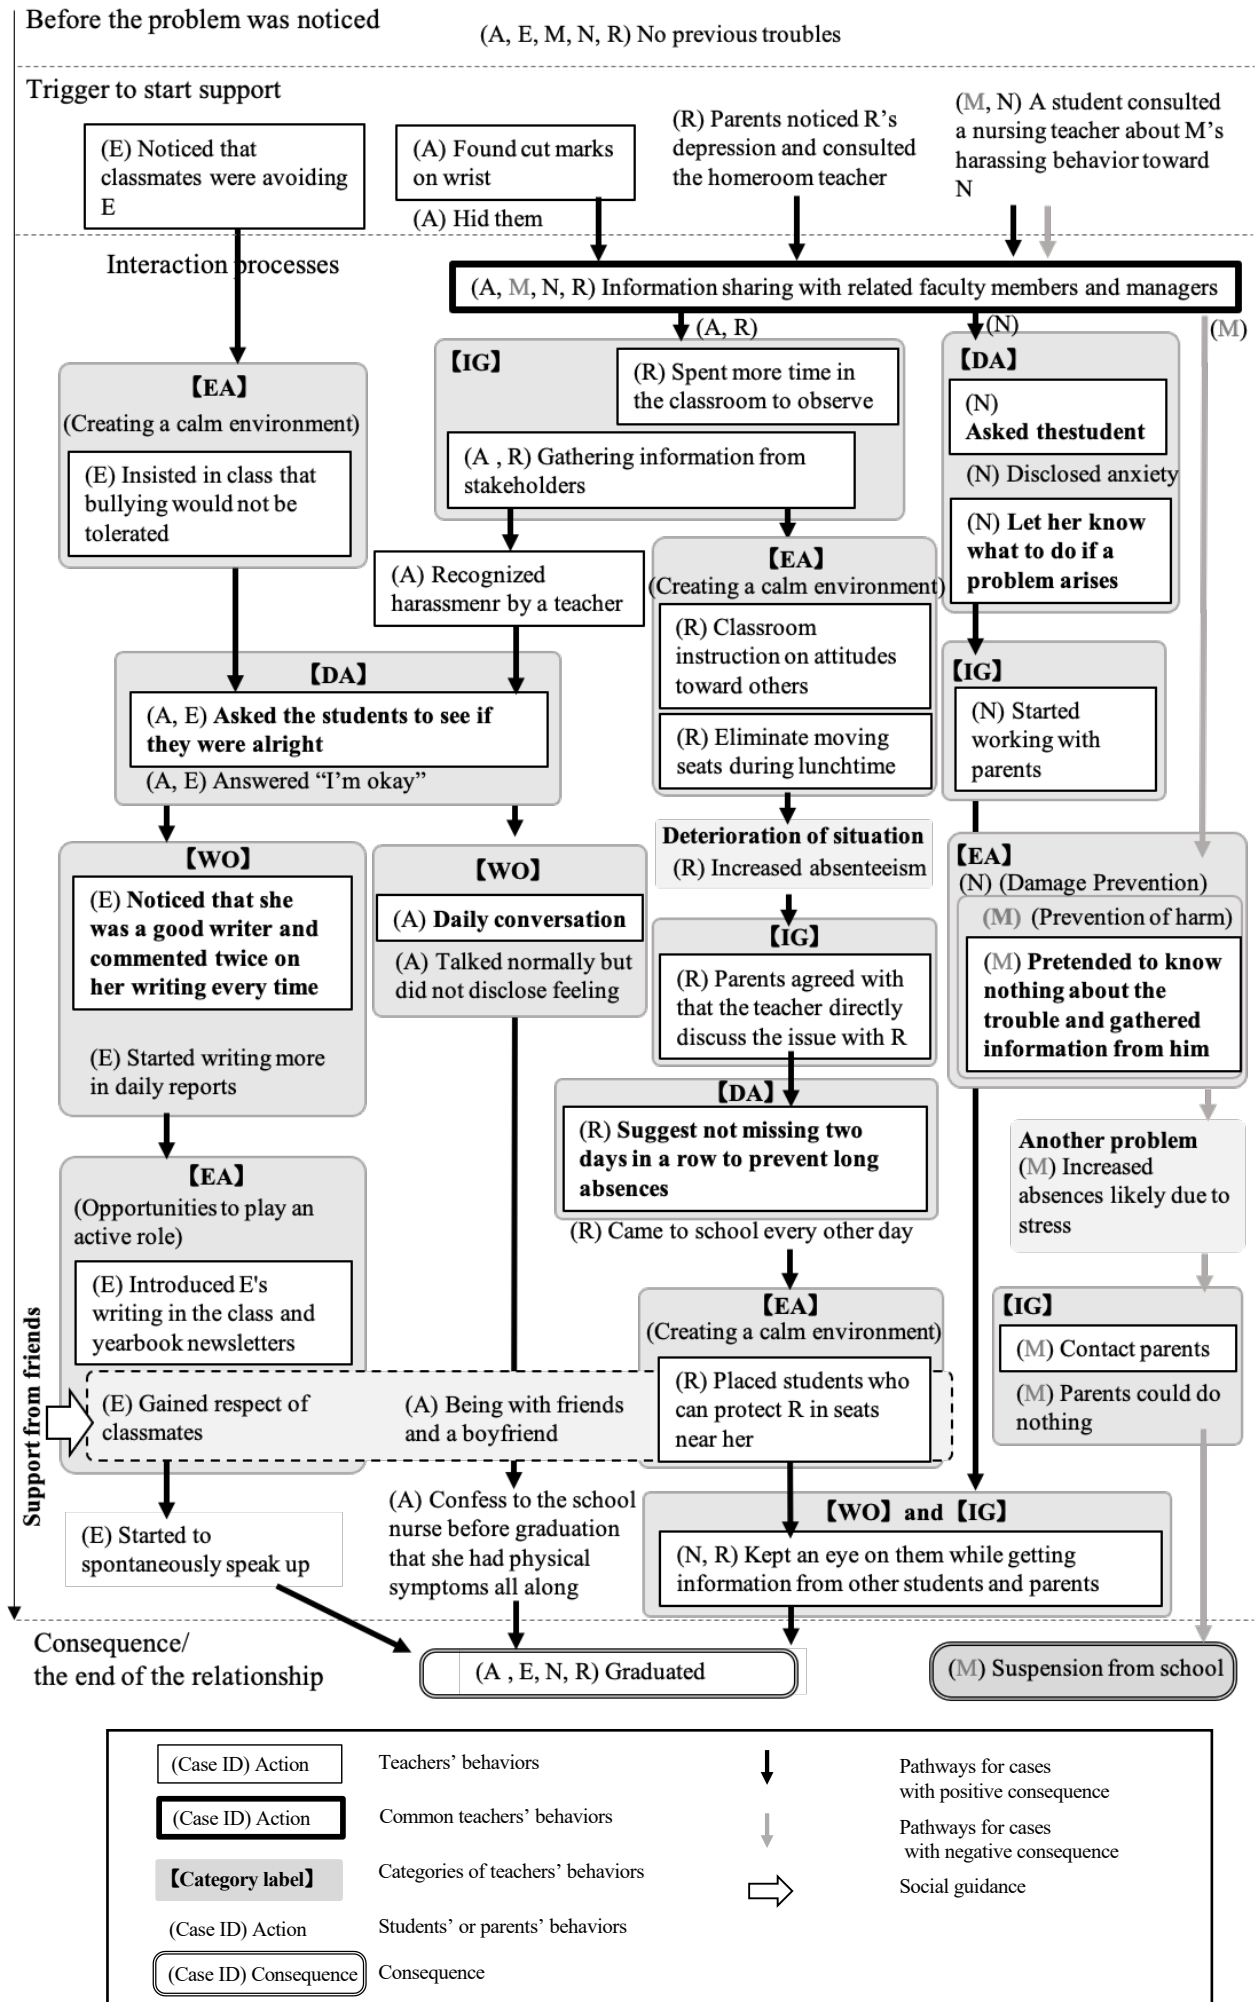 Before the problem was noticed
(A, E, M, N, R) No previous troubles
Trigger to start support
(E) Noticed that
classmates were avoiding
E
(A) Found cut marks
on wrist
(A) Hid them
(R) Parents noticed R’s
depression and consulted
the homeroom teacher
(M, N) A student consulted
a nursing teacher about M’s
harassing behavior toward
N
Interaction processes
(A, M, N, R) Information sharing with related faculty members and managers
(A, R)
(N)
(M)
【EA】
(Creating a calm environment)
(E) Insisted in class that
bullying would not be
tolerated
【IG】
(R) Spent more time in
the classroom to observe
(A , R) Gathering information from
stakeholders
【DA】
(N)
Asked thestudent
(N) Disclosed anxiety
(N) Let her know
what to do if a
problem arises
(A) Recognized
harassmenr by a teacher
【EA】
(Creating a calm environment)
(R) Classroom
instruction on attitudes
toward others
(R) Eliminate moving
seats during lunchtime
【IG】
(N) Started
working with
parents
【DA】
(A, E) Asked the students to see if
they were alright
(A, E) Answered “I’m okay”
Deterioration of situation
(R) Increased absenteeism
【WO】
(E) Noticed that she
was a good writer and
commented twice on
her writing every time
(E) Started writing more
in daily reports
【WO】
(A) Daily conversation
(A) Talked normally but
did not disclose feeling
【IG】
(R) Parents agreed with
that the teacher directly
discuss the issue with R
【EA】
(N) (Damage Prevention)
(M) (Prevention of harm)
(M) Pretended to know
nothing about the
trouble and gathered
information from him
【DA】
(R) Suggest not missing two
days in a row to prevent long
absences
(R) Came to school every other day
Another problem
(M) Increased
absences likely due to
stress
【EA】
(Opportunities to play an
active role)
(E) Introduced E's
writing in the class and
yearbook newsletters
【EA】
(Creating a calm environment)
(R) Placed students who
can protect R in seats
near her
【IG】
(M) Contact parents
(M) Parents could do
nothing
Support from friends
(E) Gained respect of
classmates
(A) Being with friends
and a boyfriend
(E) Started to
spontaneously speak up
(A) Confess to the school
nurse before graduation
that she had physical
symptoms all along
【WO】and【IG】
(N, R) Kept an eye on them while getting
information from other students and parents
Consequence/
the end of the relationship
(A , E, N, R) Graduated
(M) Suspension from school
(Case ID) Action
Teachers’ behaviors
Pathways for cases
with positive consequence
(Case ID) Action
Common teachers’ behaviors
Pathways for cases
with negative consequence
【Category label】
Categories of teachers’ behaviors
Social guidance
(Case ID) Action
Students’ or parents’ behaviors
(Case ID) Consequence
Consequence